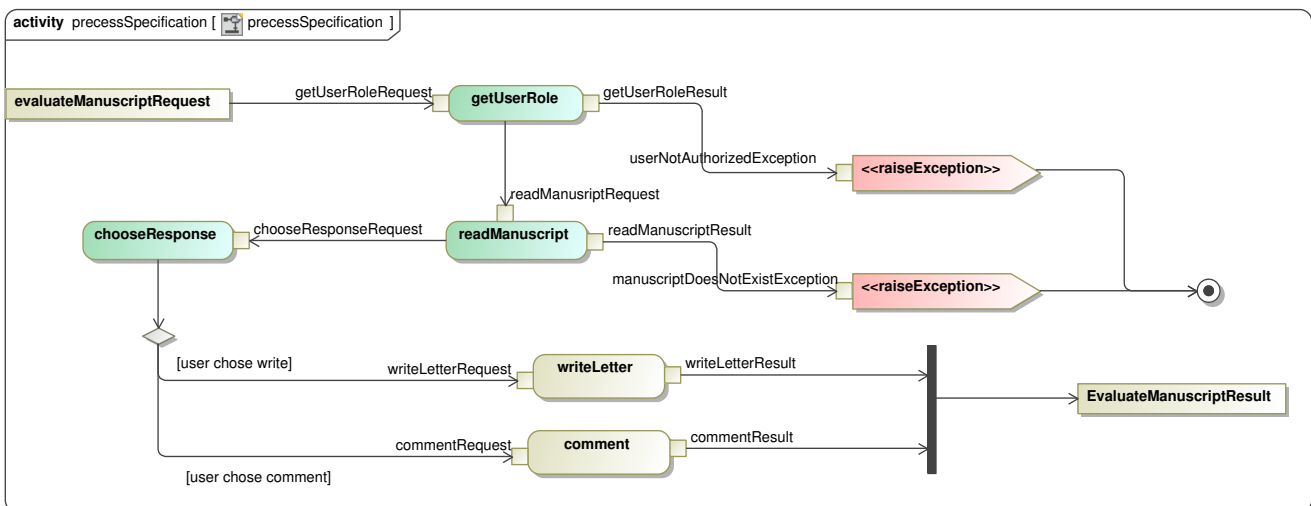 activity precessSpecification [ precessSpecification ]
evaluateManuscriptRequest
getUserRoleRequest
getUserRole
getUserRoleResult
userNotAuthorizedException
<<raiseException>>
readManusriptRequest
chooseResponse
chooseResponseRequest
readManuscript
readManuscriptResult
manuscriptDoesNotExistException
<<raiseException>>
[user chose write]
writeLetterRequest
writeLetter
writeLetterResult
EvaluateManuscriptResult
commentRequest
comment
commentResult
[user chose comment]